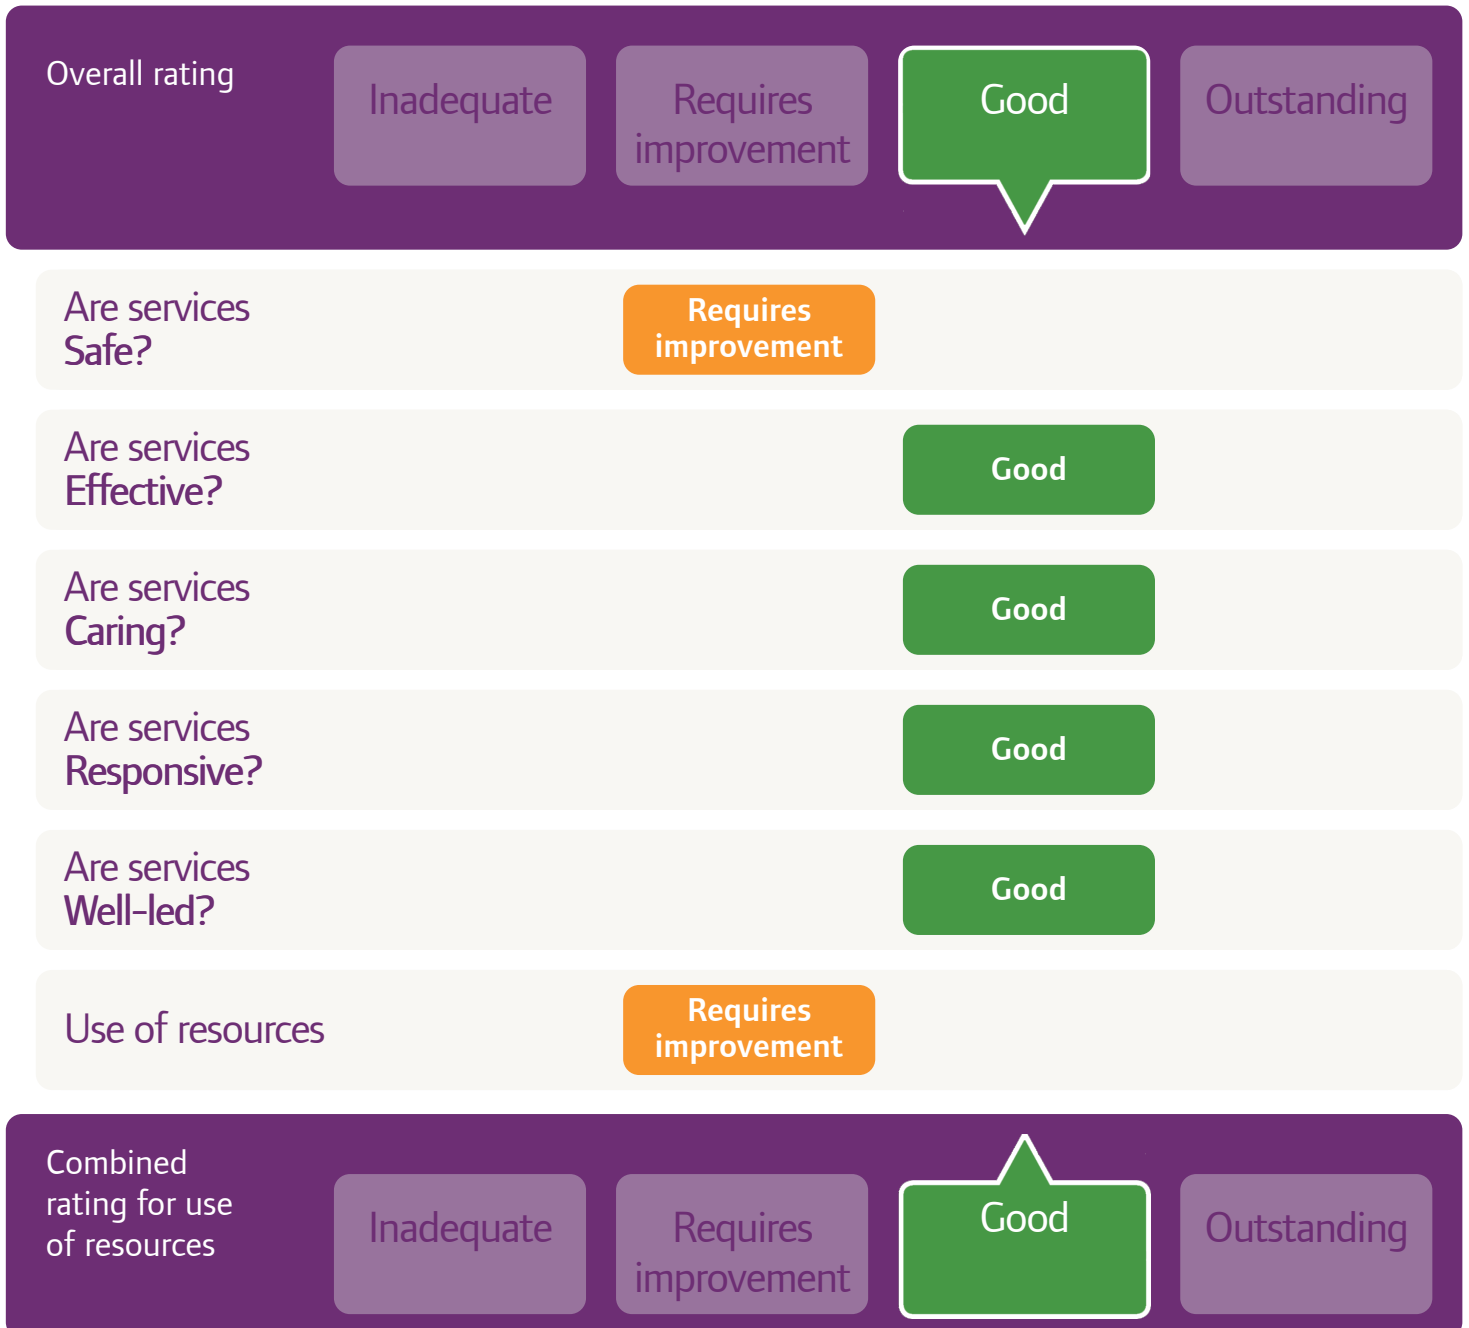 Overall rating
Inadequate
Requires
improvement
Good
Outstanding
Are services
Safe?
Requires
improvement
Are services
Effective?
Good
Are services
Caring?
Good
Are services
Responsive?
Good
Are services
Well-led?
Good
Use of resources
Requires
improvement
Combined
rating for use
of resources
Inadequate
Requires
improvement
Good
Outstanding